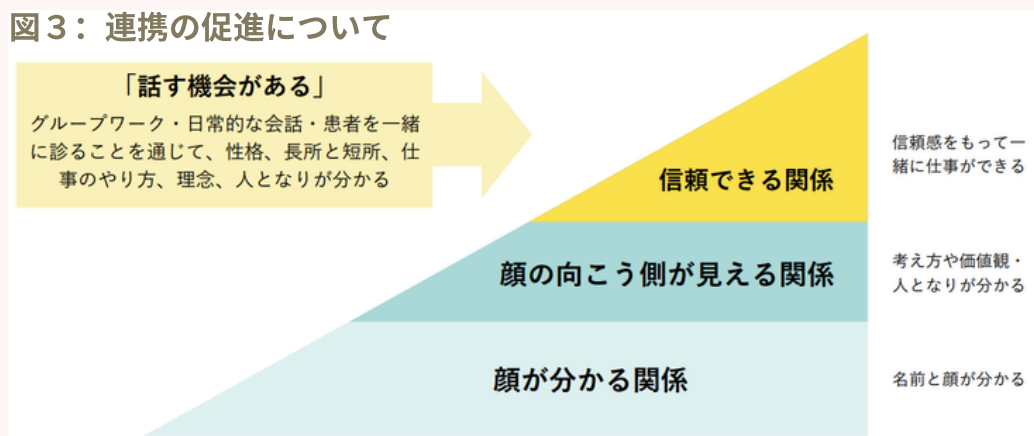 図３：連携の促進について
「話す機会がある」
グループワーク・日常的な会話・患者を一緒
に診ることを通じて、性格、長所と短所、仕
事のやり方、理念、人となりが分かる
信頼できる関係
信頼感をもって一
緒に仕事ができる
顔の向こう側が見える関係
考え方や価値観・
人となりが分かる
顔が分かる関係
名前と顔が分かる